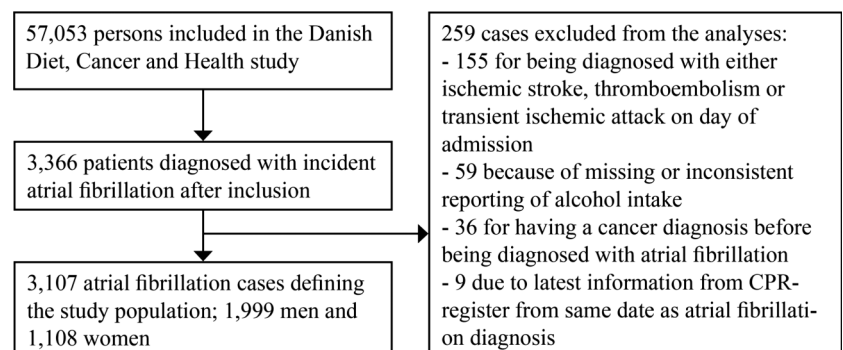 57,053 persons included in the Danish
Diet, Cancer and Health study
3,366 patients diagnosed with incident
atrial fibrillation after inclusion
3,107 atrial fibrillation cases defining
the study population; 1,999 men and
1,108 women
259 cases excluded from the analyses:
- 155 for being diagnosed with either
ischemic stroke, thromboembolism or
transient ischemic attack on day of
admission
- 59 because of missing or inconsistent
reporting of alcohol intake
- 36 for having a cancer diagnosis before
being diagnosed with atrial fibrillation
- 9 due to latest information from CPR-
register from same date as atrial fibrillati-
on diagnosis